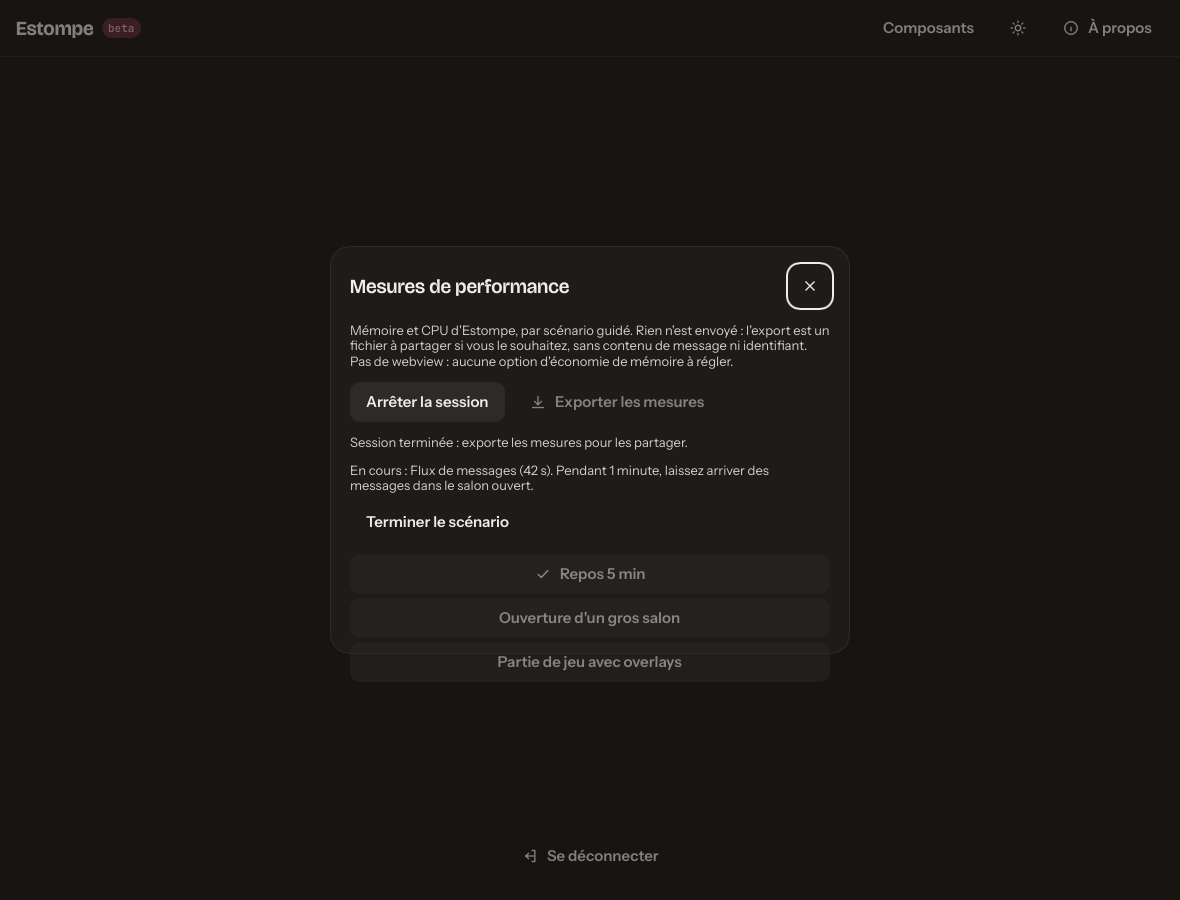 Estompe beta
Composants
À propos
Mesures de performance
Mémoire et CPU d'Estompe, par scénario guidé. Rien n'est envoyé : l'export est un
fichier à partager si vous le souhaitez, sans contenu de message ni identifiant.
Pas de webview : aucune option d'économie de mémoire à régler.
Arrêter la session
Exporter les mesures
Session terminée : exporte les mesures pour les partager.
En cours : Flux de messages (42 s). Pendant 1 minute, laissez arriver des
messages dans le salon ouvert.
Terminer le scénario
Repos 5 min
Ouverture d'un gros salon
Partie de jeu avec overlays
Se déconnecter